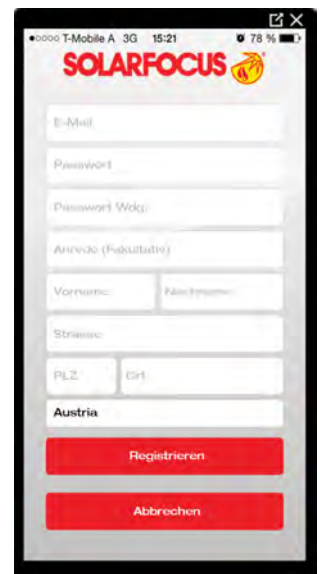 T-Mobile A 3G 15:21 78 %
SOLARFOCUS
E-Mail
Passwort
Passwort Wdg.
Anrede (Fakultativ)
Vorname Nachname
Strasse
PLZ Ort
Austria
Registrieren
Abbrechen